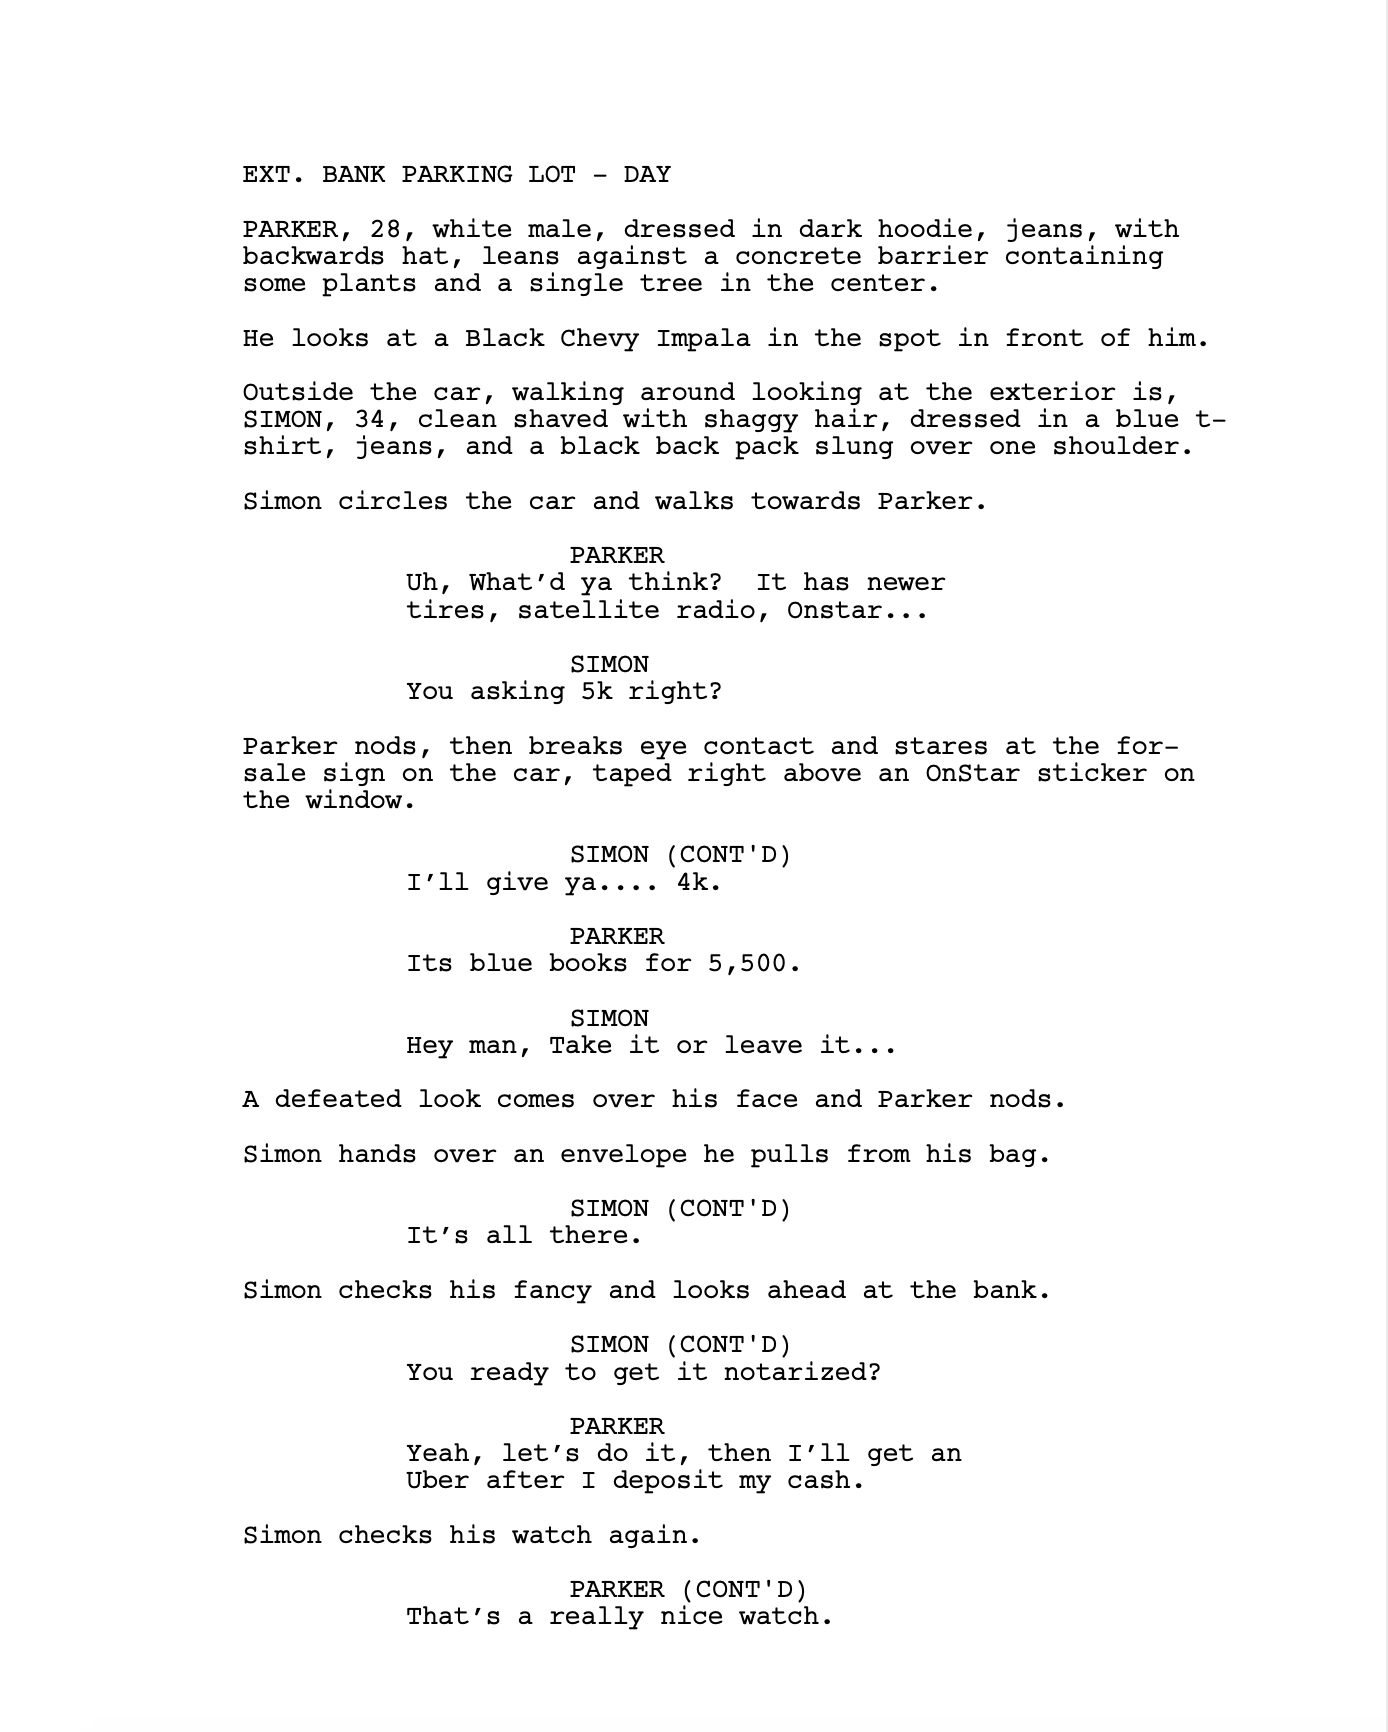 EXT. BANK PARKING LOT – DAY
PARKER, 28, white male, dressed in dark hoodie, jeans, with
backwards hat, leans against a concrete barrier containing
some plants and a single tree in the center.
He looks at a Black Chevy Impala in the spot in front of him.
Outside the car, walking around looking at the exterior is,
SIMON, 34, clean shaved with shaggy hair, dressed in a blue t-
shirt, jeans, and a black back pack slung over one shoulder.
Simon circles the car and walks towards Parker.
PARKER
Uh, What’d ya think?  It has newer
tires, satellite radio, Onstar...
SIMON
You asking 5k right?
Parker nods, then breaks eye contact and stares at the for-
sale sign on the car, taped right above an OnStar sticker on
the window.
SIMON (CONT'D)
I’ll give ya.... 4k.
PARKER
Its blue books for 5,500.
SIMON
Hey man, Take it or leave it...
A defeated look comes over his face and Parker nods.
Simon hands over an envelope he pulls from his bag.
SIMON (CONT'D)
It’s all there.
Simon checks his fancy and looks ahead at the bank.
SIMON (CONT'D)
You ready to get it notarized?
PARKER
Yeah, let’s do it, then I’ll get an
Uber after I deposit my cash.
Simon checks his watch again.
PARKER (CONT'D)
That’s a really nice watch.